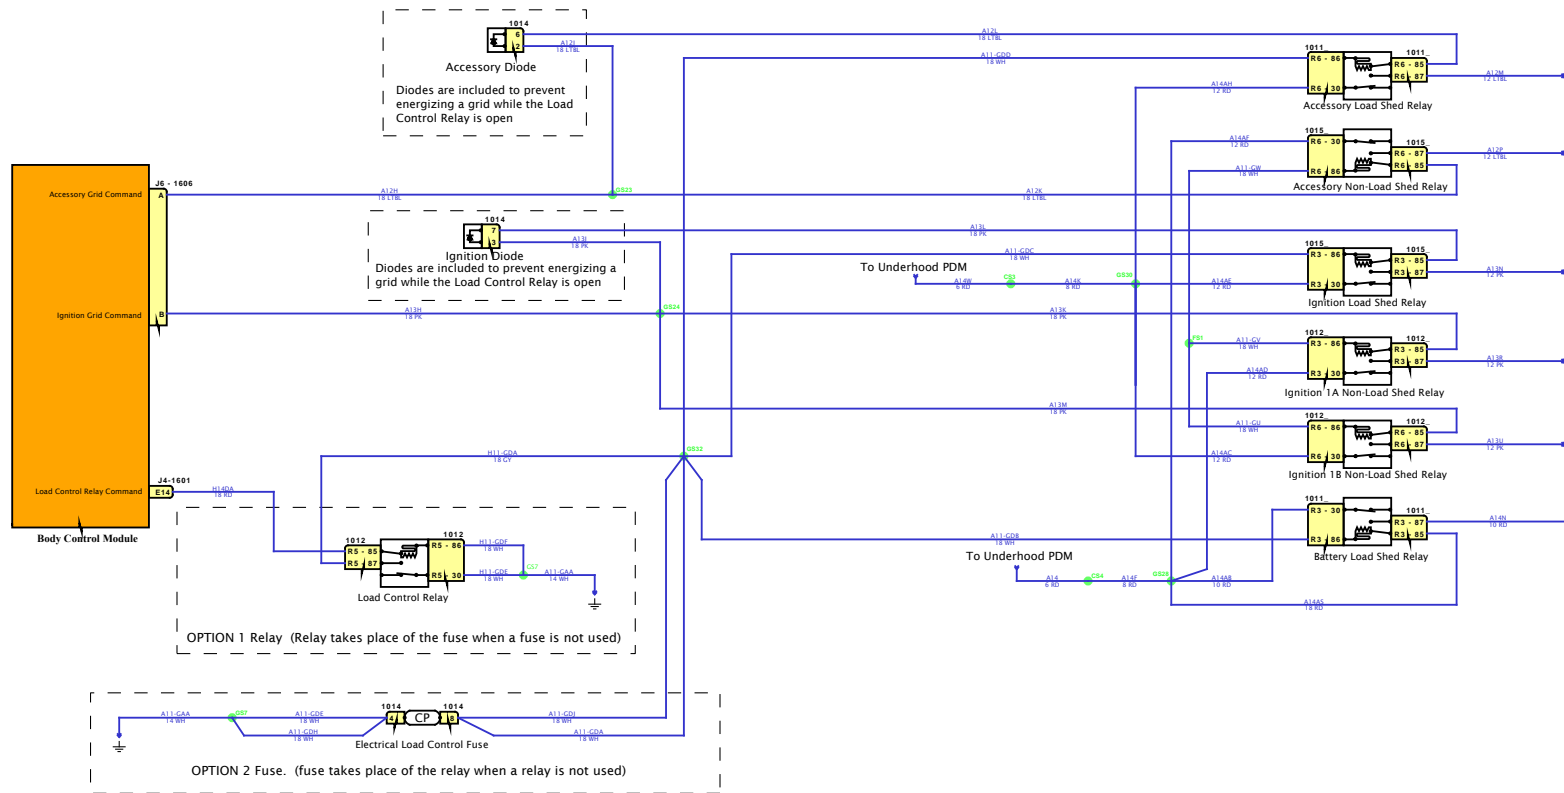 1014
6
2
Accessory Diode
Diodes are included to prevent
energizing a grid while the Load
Control Relay is open
A12J
18 LTBL
A12L
18 LTBL
A11-GDD
18 WH
A14AH
12 RD
1011_
R6 - 86
R6 - 30
1011_
R6 - 85
R6 - 87
A12M
12 LTBL
Accessory Load Shed Relay
A14AF
12 RD
A11-GW
18 WH
1015_
R6 - 30
R6 - 86
1015_
R6 - 87
R6 - 85
A12P
12 LTBL
Accessory Non-Load Shed Relay
J6 - 1606
Accessory Grid Command
A
A12H
18 LTBL
GS23
A12K
18 LTBL
1014
7
3
Ignition Diode
Diodes are included to prevent energizing a
grid while the Load Control Relay is open
A13J
18 PK
A13L
18 PK
A11-GDC
18 WH
To Underhood PDM
A14W
6 RD
CS3
A14K
8 RD
GS30
A14AE
12 RD
1015_
R3 - 86
R3 - 30
1015_
R3 - 85
R3 - 87
A13N
12 PK
Ignition Load Shed Relay
Ignition Grid Command
B
A13H
18 PK
GS24
A13K
18 PK
FS1
A11-GV
18 WH
A14AD
12 RD
1012_
R3 - 86
R3 - 30
1012_
R3 - 85
R3 - 87
A13R
12 PK
Ignition 1A Non-Load Shed Relay
A13M
18 PK
A11-GU
18 WH
A14AC
12 RD
1012_
R6 - 86
R6 - 30
1012_
R6 - 85
R6 - 87
A13U
12 PK
Ignition 1B Non-Load Shed Relay
H11-GDA
18 GY
GS32
J4-1601
Load Control Relay Command
E14
H14DA
18 RD
Body Control Module
1012
R5 - 85
R5 - 87
1012
R5 - 86
R5 - 30
Load Control Relay
H11-GDF
18 WH
H11-GDE
18 WH
GS7
A11-GAA
14 WH
OPTION 1 Relay (Relay takes place of the fuse when a fuse is not used)
A11-GDB
18 WH
1011_
R3 - 30
R3 - 86
1011_
R3 - 87
R3 - 85
A14N
10 RD
Battery Load Shed Relay
To Underhood PDM
A14
6 RD
CS4
A14F
8 RD
GS26
A14AB
10 RD
A14AS
18 RD
A11-GAA
14 WH
GS7
A11-GDE
18 WH
A11-GDH
18 WH
1014
4
CP
1014
8
A11-GDJ
18 WH
A11-GDA
18 WH
Electrical Load Control Fuse
OPTION 2 Fuse. (fuse takes place of the relay when a relay is not used)